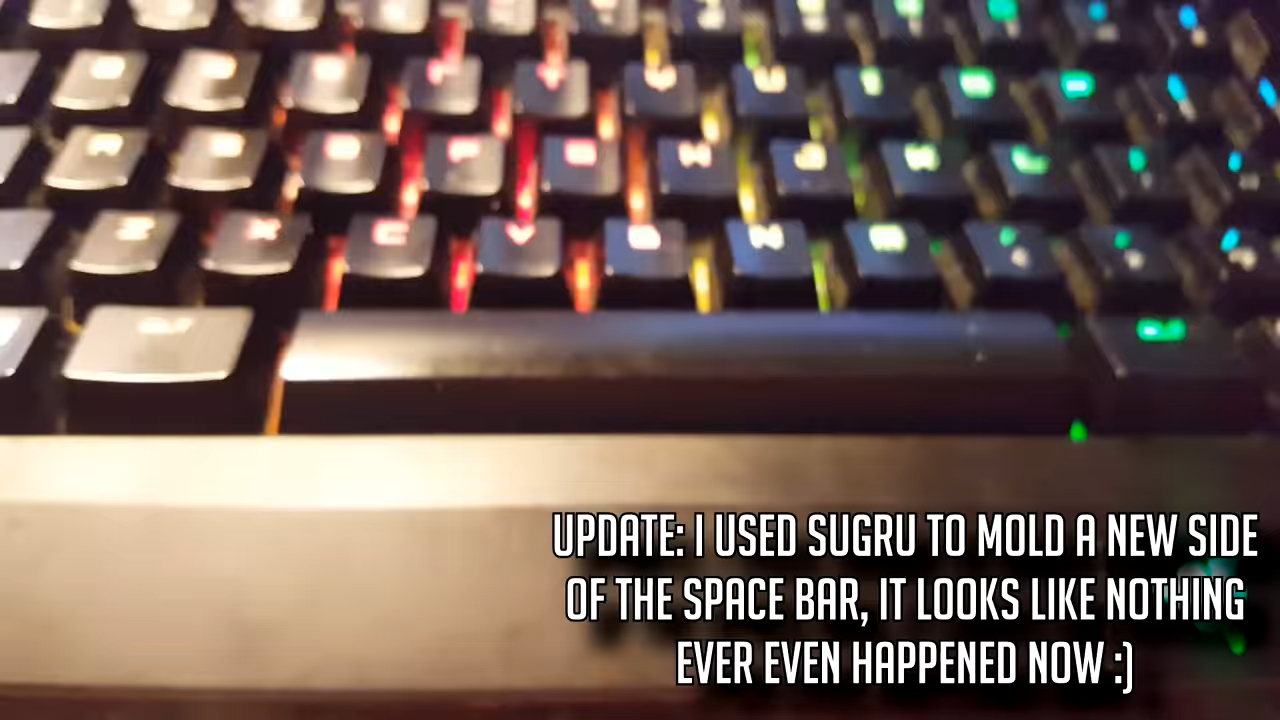 F G H J K L
Z X C V B N M
UPDATE: I USED SUGRU TO MOLD A NEW SIDE
OF THE SPACE BAR, IT LOOKS LIKE NOTHING
EVER EVEN HAPPENED NOW :)